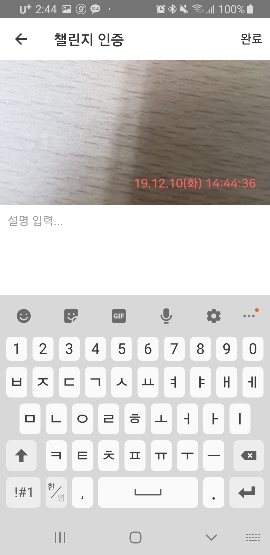 U+ 2:44 100%
챌린지 인증 완료
19.12.10(화) 14:44:36
설명 입력...
GIF
1 2 3 4 5 6 7 8 9 0
ㅂ ㅈ ㄷ ㄱ ㅅ ㅛ ㅕ ㅑ ㅐ ㅔ
ㅁ ㄴ ㅇ ㄹ ㅎ ㅗ ㅓ ㅏ ㅣ
ㅋ ㅌ ㅊ ㅍ ㅠ ㅜ ㅡ
!#1 한/영 , .